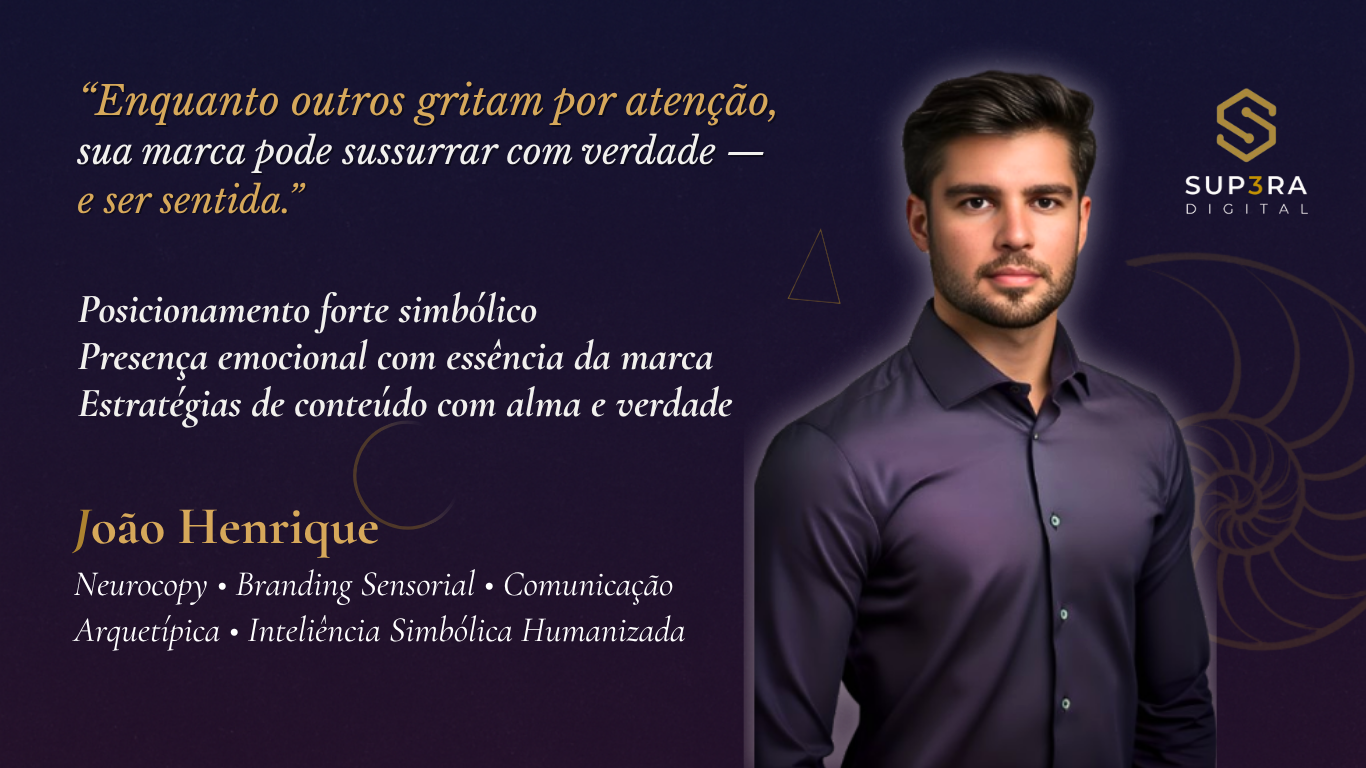 “Enquanto outros gritam por atenção,
sua marca pode sussurrar com verdade —
e ser sentida.”
SUP3RA
DIGITAL
Posicionamento forte simbólico
Presença emocional com essência da marca
Estratégias de conteúdo com alma e verdade
João Henrique
Neurocopy • Branding Sensorial • Comunicação
Arquetípica • Inteliência Simbólica Humanizada